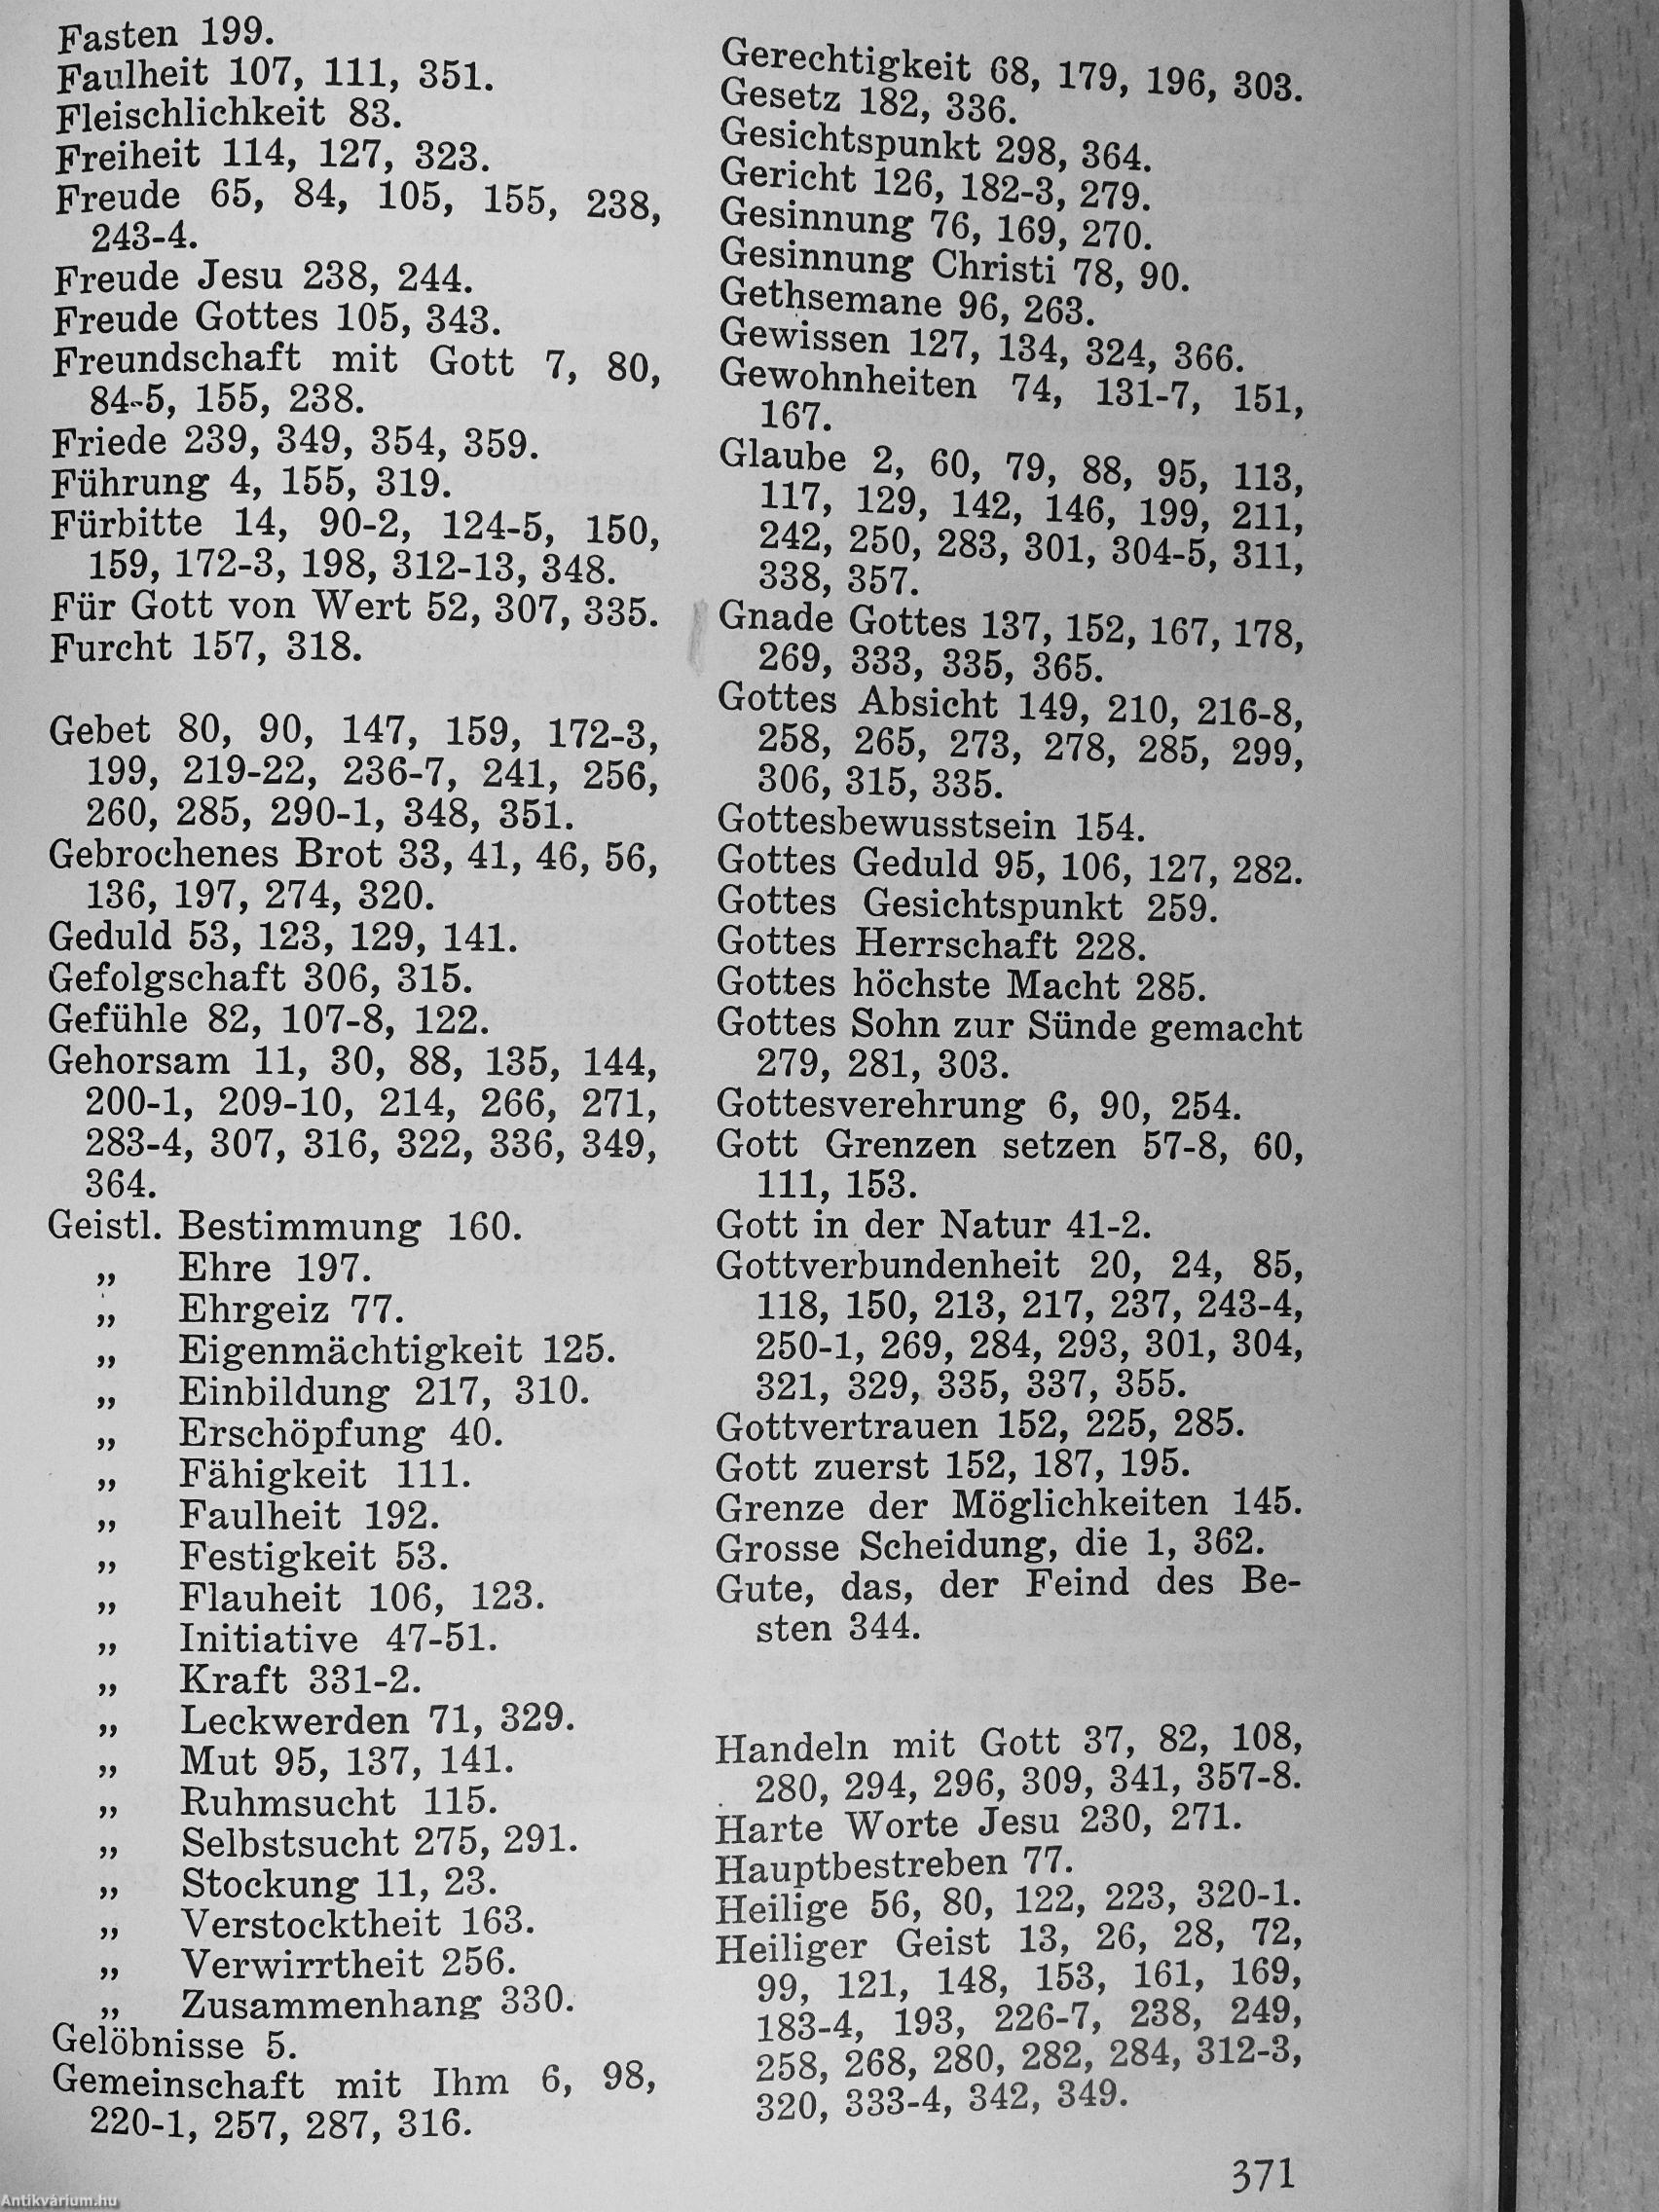 Fasten 199.
Faulheit 107, 111, 351.
Fleischlichkeit 83.
Freiheit 114, 127, 323.
Freude 65, 84, 105, 155, 238,
243-4.
Freude Jesu 238, 244.
Freude Gottes 105, 343.
Freundschaft mit Gott 7, 80,
84-5, 155, 238.
Friede 239, 349, 354, 359.
Führung 4, 155, 319.
Fürbitte 14, 90-2, 124-5, 150,
159, 172-3, 198, 312-13, 348.
Für Gott von Wert 52, 307, 335.
Furcht 157, 318.
Gebet 80, 90, 147, 159, 172-3,
199, 219-22, 236-7, 241, 256,
260, 285, 290-1, 348, 351.
Gebrochenes Brot 33, 41, 46, 56,
136, 197, 274, 320.
Geduld 53, 123, 129, 141.
Gefolgschaft 306, 315.
Gefühle 82, 107-8, 122.
Gehorsam 11, 30, 88, 135, 144,
200-1, 209-10, 214, 266, 271,
283-4, 307, 316, 322, 336, 349,
364.
Geistl. Bestimmung 160.
„ Ehre 197.
„ Ehrgeiz 77.
„ Eigenmächtigkeit 125.
„ Einbildung 217, 310.
„ Erschöpfung 40.
„ Fähigkeit 111.
„ Faulheit 192.
„ Festigkeit 53.
„ Flauheit 106, 123.
„ Initiative 47-51.
„ Kraft 331-2.
„ Leckwerden 71, 329.
„ Mut 95, 137, 141.
„ Ruhmsucht 115.
„ Selbstsucht 275, 291.
„ Stockung 11, 23.
„ Verstocktheit 163.
„ Verwirrtheit 256.
„ Zusammenhang 330.
Gelöbnisse 5.
Gemeinschaft mit Ihm 6, 98,
220-1, 257, 287, 316.
Gerechtigkeit 68, 179, 196, 303.
Gesetz 182, 336.
Gesichtspunkt 298, 364.
Gericht 126, 182-3, 279.
Gesinnung 76, 169, 270.
Gesinnung Christi 78, 90.
Gethsemane 96, 263.
Gewissen 127, 134, 324, 366.
Gewohnheiten 74, 131-7, 151,
167.
Glaube 2, 60, 79, 88, 95, 113,
117, 129, 142, 146, 199, 211,
242, 250, 283, 301, 304-5, 311,
338, 357.
Gnade Gottes 137, 152, 167, 178,
269, 333, 335, 365.
Gottes Absicht 149, 210, 216-8,
258, 265, 273, 278, 285, 299,
306, 315, 335.
Gottesbewusstsein 154.
Gottes Geduld 95, 106, 127, 282.
Gottes Gesichtspunkt 259.
Gottes Herrschaft 228.
Gottes höchste Macht 285.
Gottes Sohn zur Sünde gemacht
279, 281, 303.
Gottesverehrung 6, 90, 254.
Gott Grenzen setzen 57-8, 60,
111, 153.
Gott in der Natur 41-2.
Gottverbundenheit 20, 24, 85,
118, 150, 213, 217, 237, 243-4,
250-1, 269, 284, 293, 301, 304,
321, 329, 335, 337, 355.
Gottvertrauen 152, 225, 285.
Gott zuerst 152, 187, 195.
Grenze der Möglichkeiten 145.
Grosse Scheidung, die 1, 362.
Gute, das, der Feind des Be-
sten 344.
Handeln mit Gott 37, 82, 108,
280, 294, 296, 309, 341, 357-8.
Harte Worte Jesu 230, 271.
Hauptbestreben 77.
Heilige 56, 80, 122, 223, 320-1.
Heiliger Geist 13, 26, 28, 72,
99, 121, 148, 153, 161, 169,
183-4, 193, 226-7, 238, 249,
258, 268, 280, 282, 284, 312-3,
320, 333-4, 342, 349.
371
Antikvárium.hu